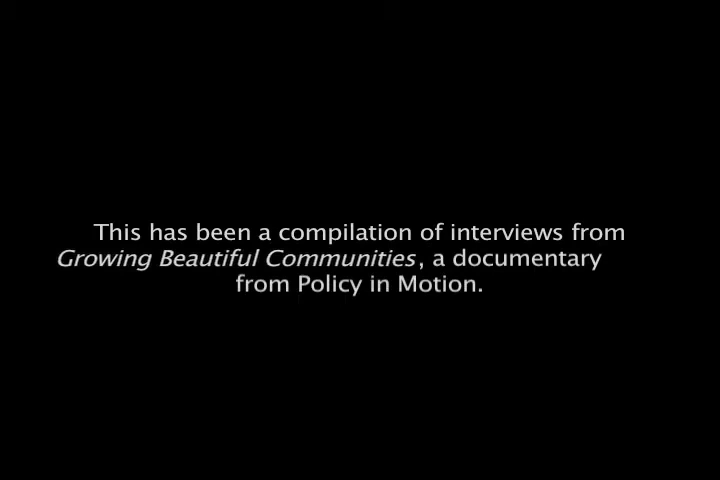 This has been a compilation of interviews from
Growing Beautiful Communities, a documentary
from Policy in Motion.